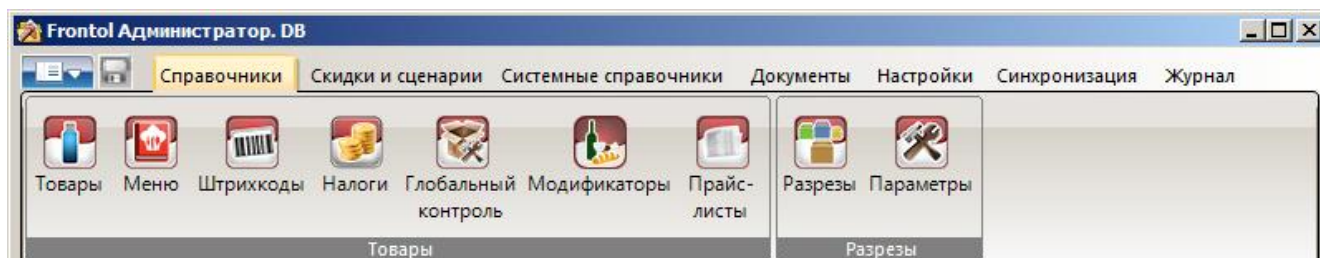 Frontol Администратор. DB
Справочники Скидки и сценарии Системные справочники Документы Настройки Синхронизация Журнал
Товары Меню Штрихкоды Налоги Глобальный контроль Модификаторы Прайс-листы Разрезы Параметры
Товары Разрезы